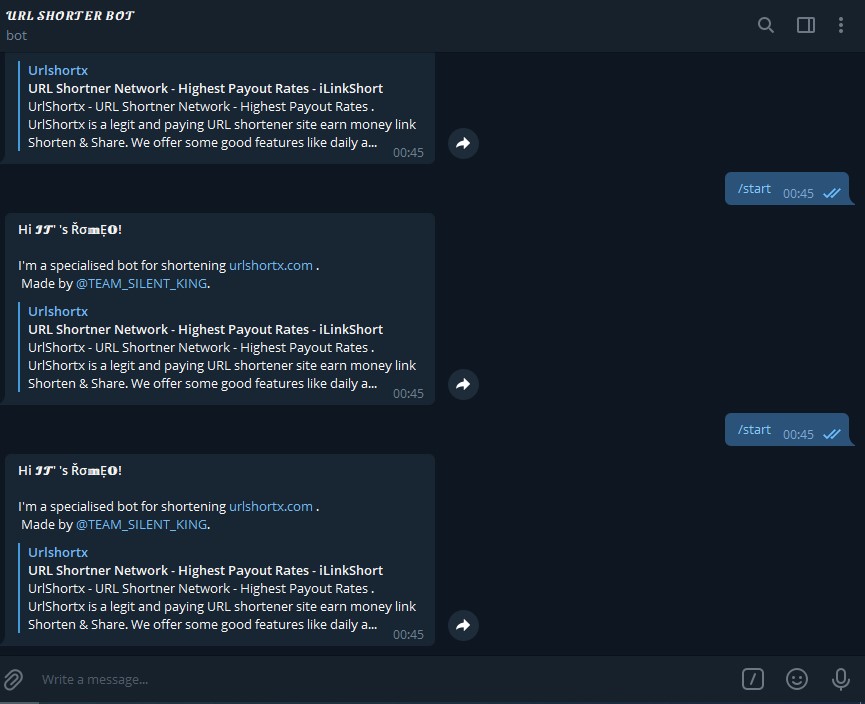 𝓤𝓡𝓛 𝓢𝓗𝓞𝓡𝓣𝓔𝓡 𝓑𝓞𝓣
bot
Urlshortx
URL Shortner Network - Highest Payout Rates - iLinkShort
UrlShortx - URL Shortner Network - Highest Payout Rates .
UrlShortx is a legit and paying URL shortener site earn money link
Shorten & Share. We offer some good features like daily a...
00:45
/start 00:45
Hi 𝓘𝓣" 's Řσ𝐦Ẹ𝟎!
I'm a specialised bot for shortening urlshortx.com .
Made by @TEAM_SILENT_KING.
Urlshortx
URL Shortner Network - Highest Payout Rates - iLinkShort
UrlShortx - URL Shortner Network - Highest Payout Rates .
UrlShortx is a legit and paying URL shortener site earn money link
Shorten & Share. We offer some good features like daily a...
00:45
/start 00:45
Hi 𝓘𝓣" 's Řσ𝐦Ẹ𝟎!
I'm a specialised bot for shortening urlshortx.com .
Made by @TEAM_SILENT_KING.
Urlshortx
URL Shortner Network - Highest Payout Rates - iLinkShort
UrlShortx - URL Shortner Network - Highest Payout Rates .
UrlShortx is a legit and paying URL shortener site earn money link
Shorten & Share. We offer some good features like daily a...
00:45
Write a message...